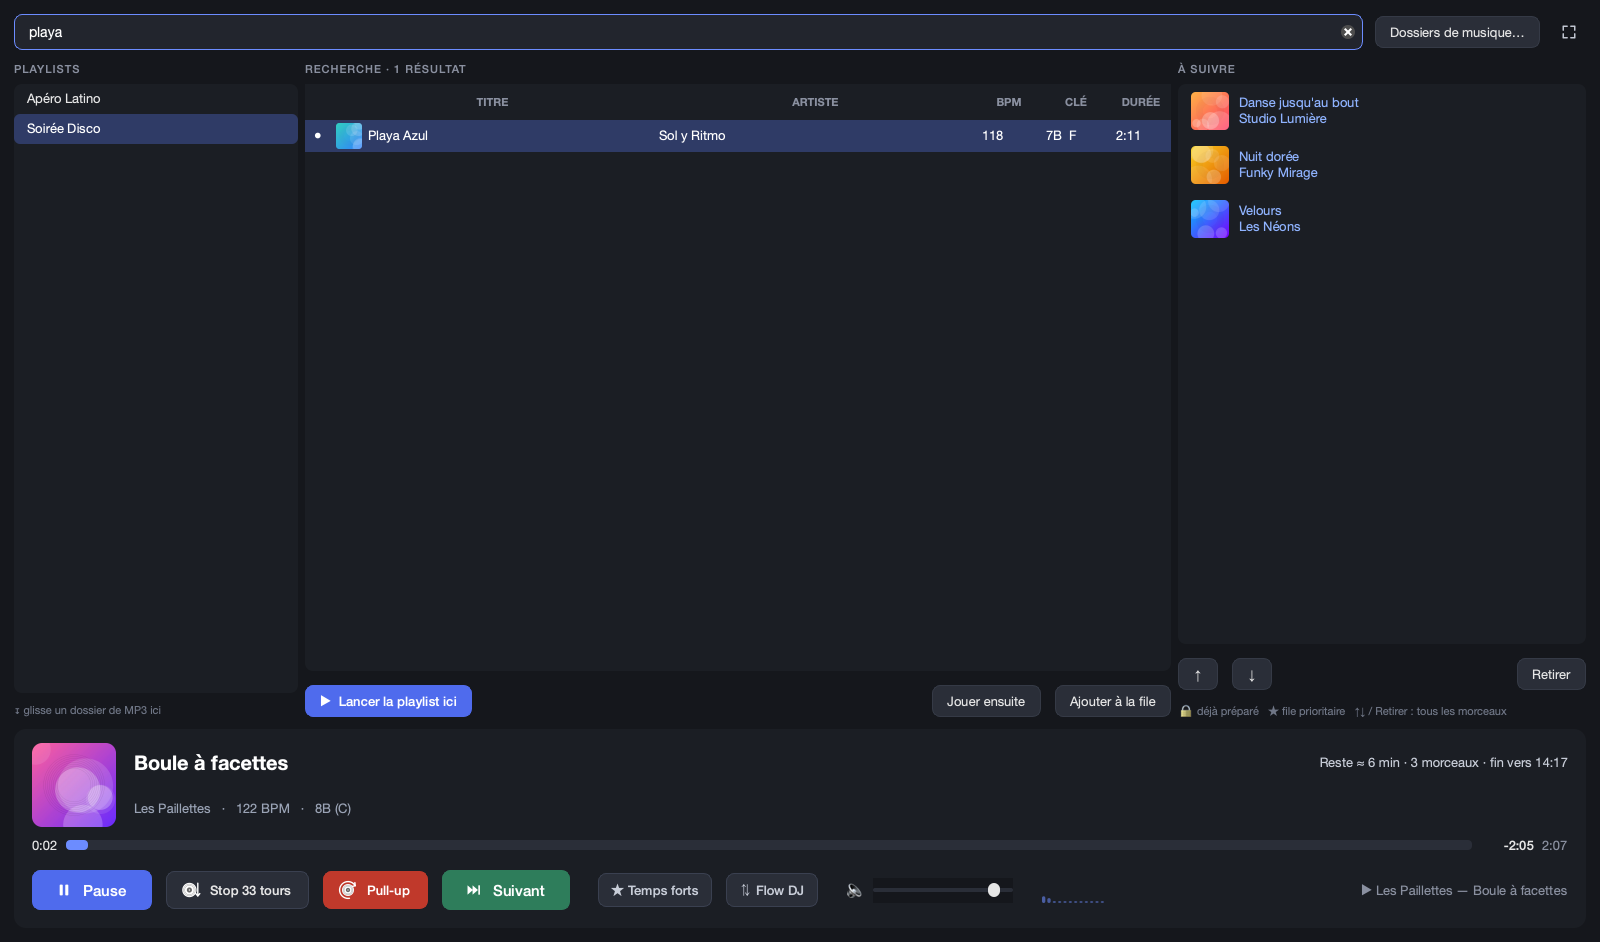 playa
Dossiers de musique…
PLAYLISTS
RECHERCHE · 1 RÉSULTAT
À SUIVRE
Apéro Latino
Soirée Disco
TITRE ARTISTE BPM CLÉ DURÉE
Playa Azul Sol y Ritmo 118 7B F 2:11
Danse jusqu'au bout
Studio Lumière
Nuit dorée
Funky Mirage
Velours
Les Néons
↑ ↓ Retirer
↕ glisse un dossier de MP3 ici
▶ Lancer la playlist ici
Jouer ensuite
Ajouter à la file
🔒 déjà préparé ★ file prioritaire ↑↓ / Retirer : tous les morceaux
Boule à facettes
Reste ≈ 6 min · 3 morceaux · fin vers 14:17
Les Paillettes · 122 BPM · 8B (C)
0:02 -2:05 2:07
Pause
Stop 33 tours
Pull-up
Suivant
★ Temps forts
⇅ Flow DJ
▶ Les Paillettes — Boule à facettes